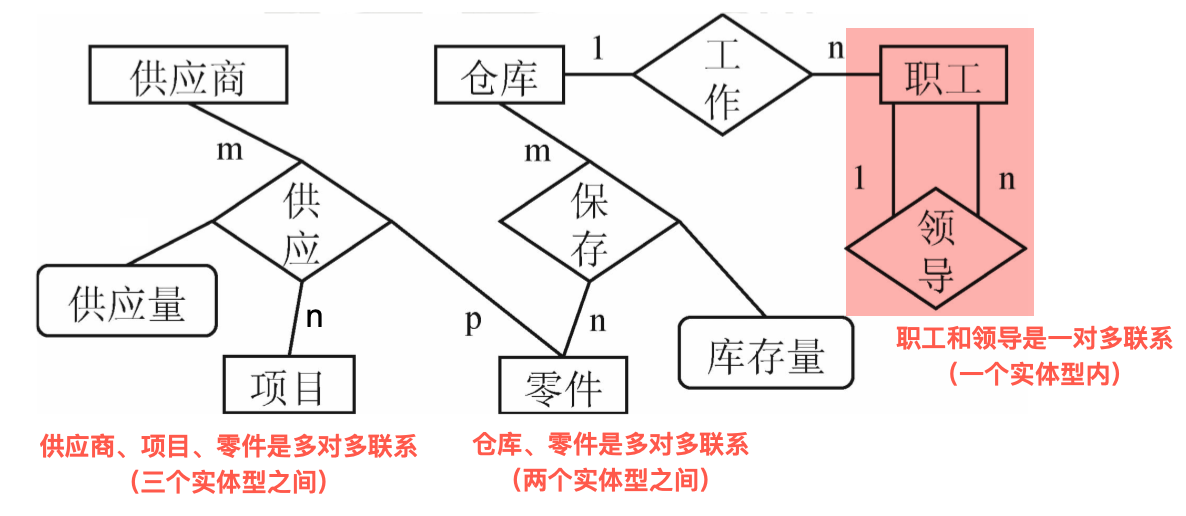 供应商
仓库
1
工作
n
职工
m
供应
m
保存
1
n
领导
供应量
n
p
n
项目
零件
库存量
职工和领导是一对多联系
（一个实体型内）
供应商、项目、零件是多对多联系
（三个实体型之间）
仓库、零件是多对多联系
（两个实体型之间）